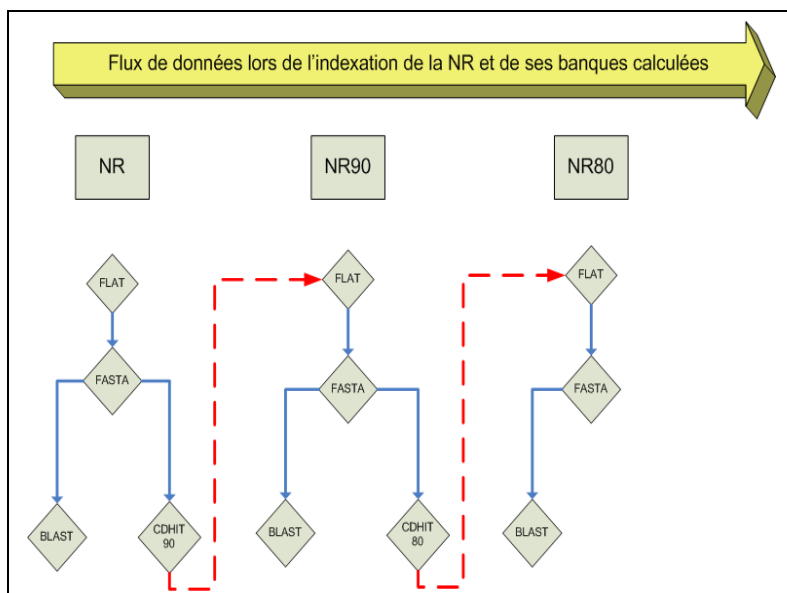 Flux de données lors de l'indexation de la NR et de ses banques calculées
NR
NR90
NR80
FLAT
FLAT
FLAT
FASTA
FASTA
FASTA
BLAST
CDHIT
90
BLAST
CDHIT
80
BLAST